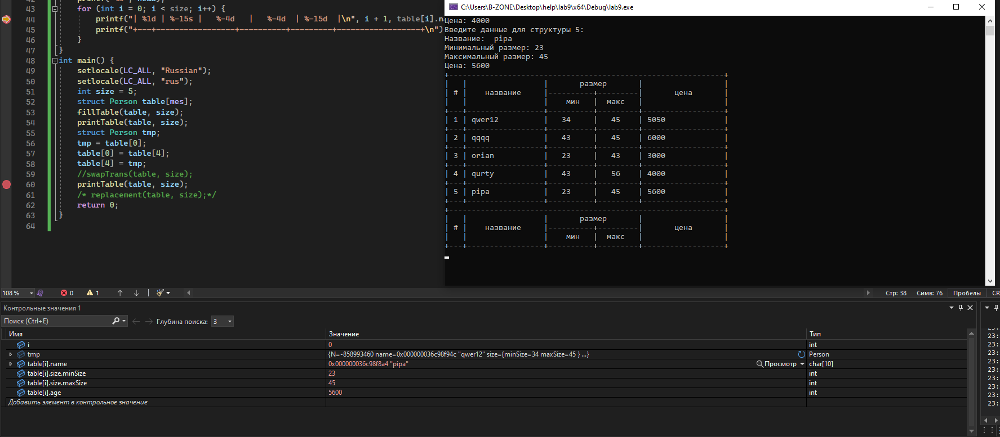 43 for (int i = 0; i < size; i++) {
44 printf("| %1d | %-15s |   %-4d   |   %-4d  | %-15d  |\n", i + 1, table[i].n
45 printf("+---+-----------------+----------+---------+------------------+\n")
46 }
47 }
48 int main() {
49 setlocale(LC_ALL, "Russian");
50 setlocale(LC_ALL, "rus");
51 int size = 5;
52 struct Person table[mes];
53 fillTable(table, size);
54 printTable(table, size);
55 struct Person tmp;
56 tmp = table[0];
57 table[0] = table[4];
58 table[4] = tmp;
59 //swapTrans(table, size);
60 printTable(table, size);
61 /* replacement(table, size);*/
62 return 0;
63 }
64
C:\Users\B-ZONE\Desktop\help\lab9\x64\Debug\lab9.exe
Цена: 4000
Введите данные для структуры 5:
Название:  pipa
Минимальный размер: 23
Максимальный размер: 45
Цена: 5600
+-------------------------------------------------------------+
|   |                 |       размер       |                  |
| # |    название     |----------+---------|       цена       |
|   |                 |    мин   |  макс   |                  |
+---+-----------------+----------+---------+------------------+
| 1 | qwer12          |   34     |   45    | 5050             |
+---+-----------------+----------+---------+------------------+
| 2 | qqqq            |   43     |   45    | 6000             |
+---+-----------------+----------+---------+------------------+
| 3 | orian           |   23     |   43    | 3000             |
+---+-----------------+----------+---------+------------------+
| 4 | qurty           |   43     |   56    | 4000             |
+---+-----------------+----------+---------+------------------+
| 5 | pipa            |   23     |   45    | 5600             |
+---+-----------------+----------+---------+------------------+
+-------------------------------------------------------------+
|   |                 |       размер       |                  |
| # |    название     |----------+---------|       цена       |
|   |                 |    мин   |  макс   |                  |
+---+-----------------+----------+---------+------------------+
108 % 0 1 Стр: 38 Симв: 76 Пробелы CR
Контрольные значения 1
Поиск (Ctrl+E) Глубина поиска: 3
Имя Значение Тип
i 0 int
tmp {N=-858993460 name=0x000000036c98f94c "qwer12" size={minSize=34 maxSize=45 } ...} Person
table[i].name 0x000000036c98f8a4 "pipa" Просмотр char[10]
table[i].size.minSize 23 int
table[i].size.maxSize 45 int
table[i].age 5600 int
Добавить элемент в контрольное значение
23:
23:
23:
23:
23:
23:
23:
23:
23: